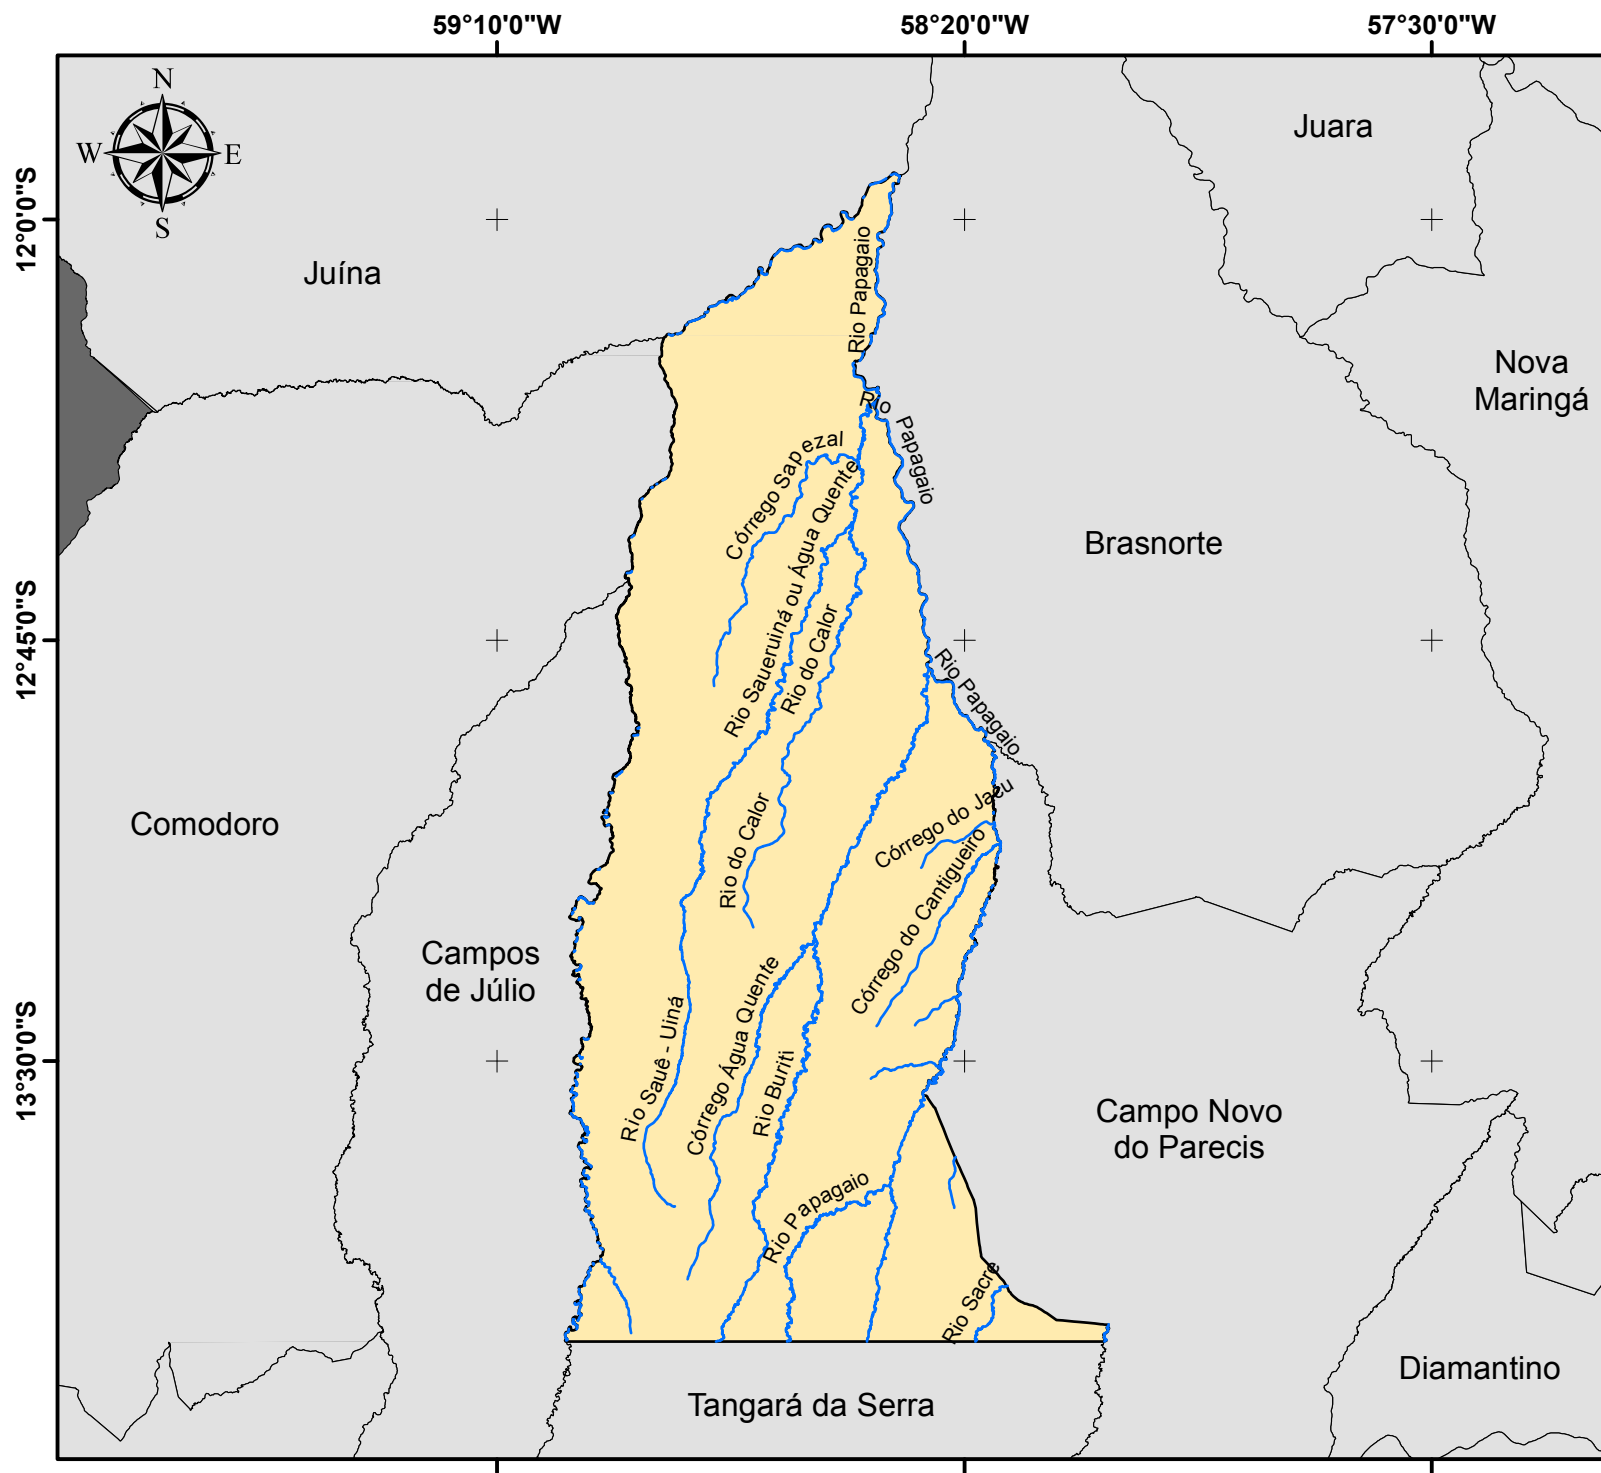 59°10'0"W
58°20'0"W
57°30'0"W
N
W
E
S
12°0'0"S
12°45'0"S
13°30'0"S
Juara
Juína
Nova
Maringá
Brasnorte
Comodoro
Campos
de Júlio
Campo Novo
do Parecis
Diamantino
Tangará da Serra
Rio Papagaio
Rio Papagaio
Córrego Sapezal
Rio Saueruiná ou Água Quente
Rio do Calor
Rio Papagaio
Rio do Calor
Córrego do Jacu
Córrego do Cantigueiro
Rio Sauê - Uiná
Córrego Água Quente
Rio Buriti
Rio Papagaio
Rio Sacre